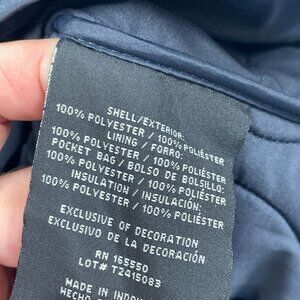 SHELL/EXTERIOR:
100% POLYESTER / 100% POLIÉSTER
LINING / FORRO:
100% POLYESTER / 100% POLIÉSTER
POCKET BAG / BOLSO DE BOLSILLO:
100% POLYESTER / 100% POLIÉSTER
INSULATION / INSULACIÓN:
100% POLYESTER / 100% POLIÉSTER
EXCLUSIVE OF DECORATION
EXCLUSIVO DE LA DECORACIÓN
RN 155550
LOT# T2415083
MADE IN
HECHO